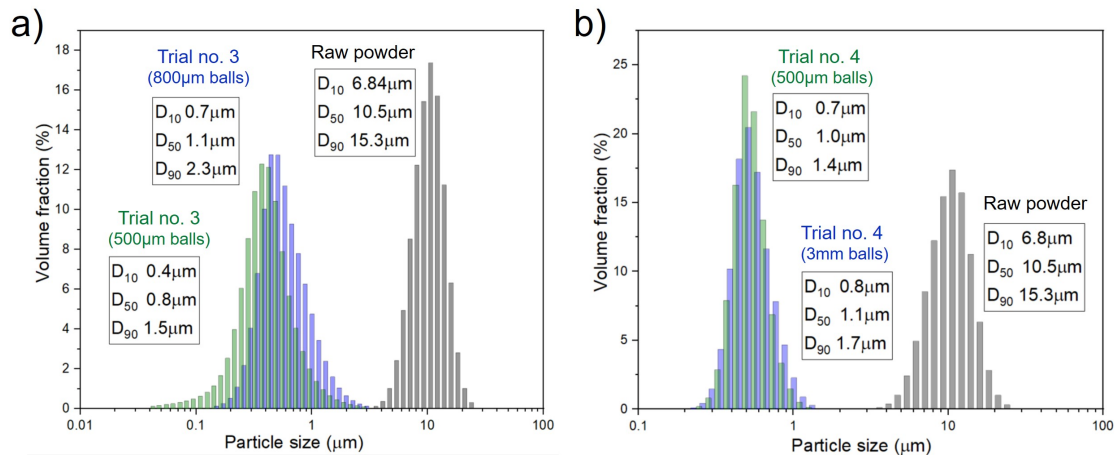 a)
Trial no. 3
(800μm balls)
D10 0.7μm
D50 1.1μm
D90 2.3μm
Raw powder
D10 6.84μm
D50 10.5μm
D90 15.3μm
Trial no. 3
(500μm balls)
D10 0.4μm
D50 0.8μm
D90 1.5μm
Volume fraction (%)
18
16
14
12
10
8
6
4
2
0
0.01
0.1
1
10
100
Particle size (μm)
b)
Trial no. 4
(500μm balls)
D10 0.7μm
D50 1.0μm
D90 1.4μm
Trial no. 4
(3mm balls)
D10 0.8μm
D50 1.1μm
D90 1.7μm
Raw powder
D10 6.8μm
D50 10.5μm
D90 15.3μm
Volume fraction (%)
25
20
15
10
5
0
0.1
1
10
100
Particle size (μm)